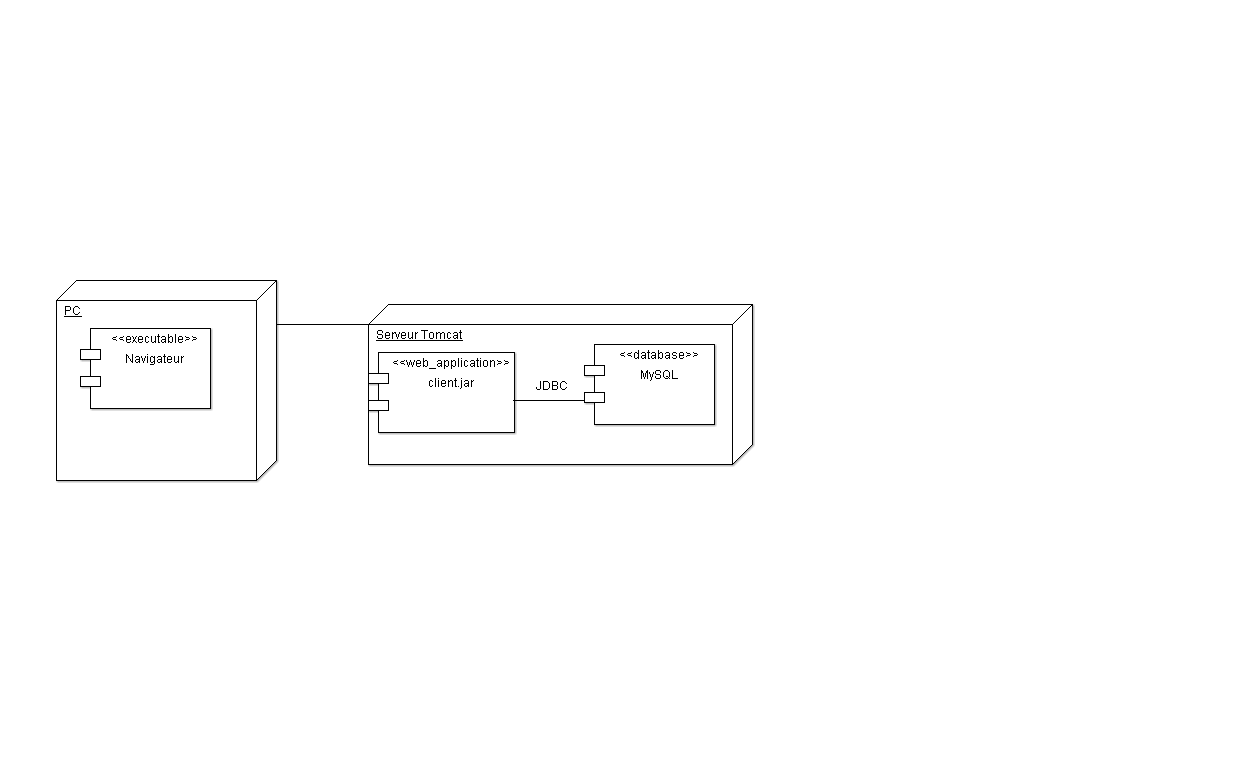 PC
<<executable>>
Navigateur
Serveur Tomcat
<<web_application>>
client.jar
JDBC
<<database>>
MySQL